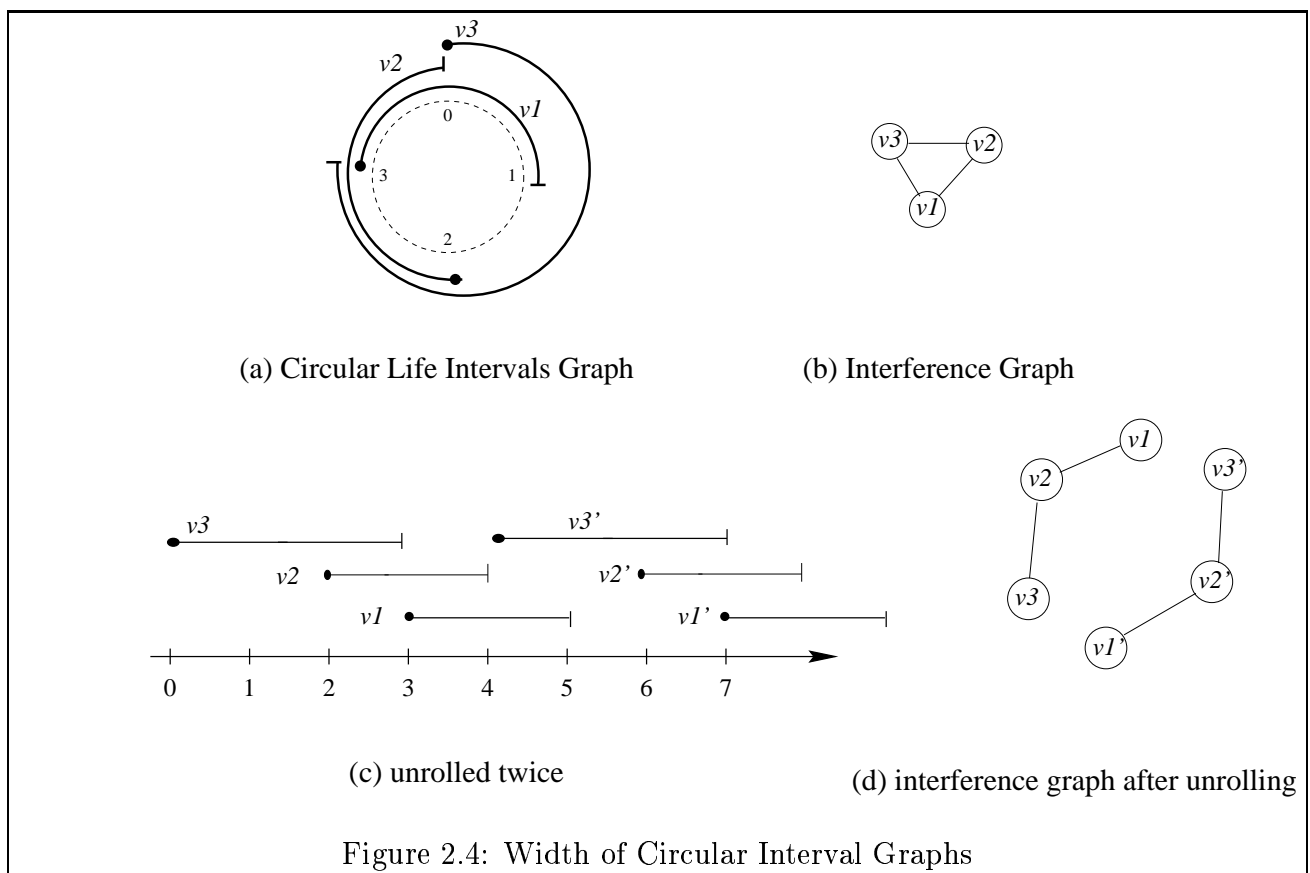 v3
v2
v1
0
3
1
2
(a) Circular Life Intervals Graph
v3
v2
v1
(b) Interference Graph
v3
v3’
v2
v2’
v1
v1’
0 1 2 3 4 5 6 7
(c) unrolled twice
v1
v2
v3’
v2’
v3
v1’
(d) interference graph after unrolling
Figure 2.4: Width of Circular Interval Graphs